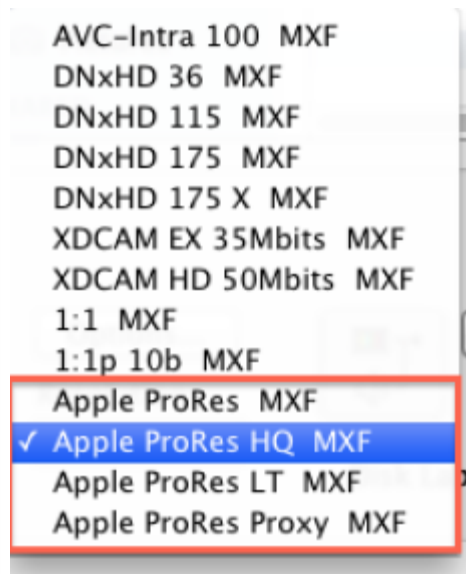 AVC-Intra 100 MXF
DNxHD 36 MXF
DNxHD 115 MXF
DNxHD 175 MXF
DNxHD 175 X MXF
XDCAM EX 35Mbits MXF
XDCAM HD 50Mbits MXF
1:1 MXF
1:1p 10b MXF
Apple ProRes MXF
✓ Apple ProRes HQ MXF
Apple ProRes LT MXF
Apple ProRes Proxy MXF